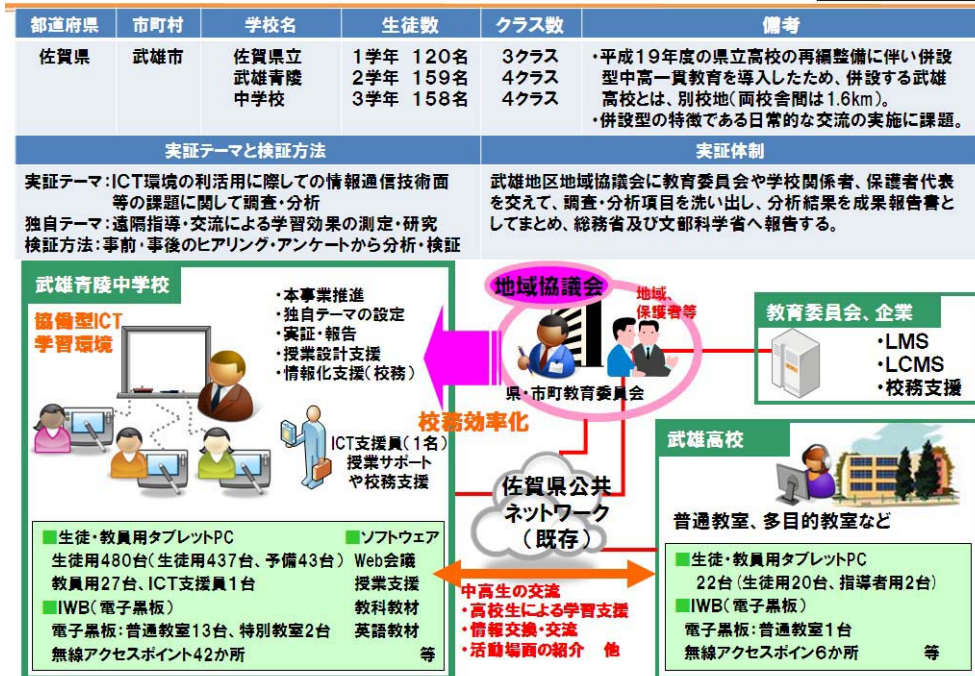 都道府県 市町村 学校名 生徒数 クラス数 備考
佐賀県 武雄市 佐賀県立 1学年 120名 3クラス
武雄青陵 2学年 159名 4クラス
中学校 3学年 158名 4クラス
・平成19年度の県立高校の再編整備に伴い併設
型中高一貫教育を導入したため、併設する武雄
高校とは、別校地(両校舎間は1.6km)。
・併設型の特徴である日常的な交流の実施に課題。
実証テーマと検証方法
実証テーマ:ICT環境の利活用に際しての情報通信技術面
等の課題に関して調査・分析
独自テーマ:遠隔指導・交流による学習効果の測定・研究
検証方法:事前・事後のヒアリング・アンケートから分析・検証
実証体制
武雄地区地域協議会に教育委員会や学校関係者、保護者代表
を交えて、調査・分析項目を洗い出し、分析結果を成果報告書と
してまとめ、総務省及び文部科学省へ報告する。
武雄青陵中学校
協働型ICT
学習環境
・本事業推進
・独自テーマの設定
・実証・報告
・授業設計支援
・情報化支援(校務)
校務効率化
ICT支援員(1名)
授業サポート
や校務支援
■生徒・教員用タブレットPC
生徒用480台(生徒用437台、予備43台)
教員用27台、ICT支援員1台
■IWB(電子黒板)
電子黒板:普通教室13台、特別教室2台
無線アクセスポイント42か所
■ソフトウェア
Web会議
授業支援
教科教材
英語教材
等
地域協議会
地域、
保護者等
県・市町教育委員会
佐賀県公共
ネットワーク
(既存)
中高生の交流
・高校生による学習支援
・情報交換・交流
・活動場面の紹介 他
教育委員会、企業
・LMS
・LCMS
・校務支援
武雄高校
普通教室、多目的教室など
■生徒・教員用タブレットPC
22台(生徒用20台、指導者用2台)
■IWB(電子黒板)
電子黒板:普通教室1台
無線アクセスポイン6か所 等